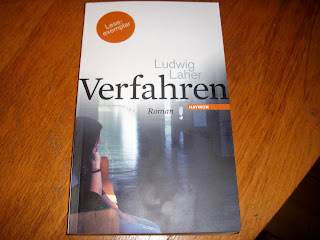 Lese-
exemplar
Ludwig
Laher
Verfahren
Roman
HAYMON